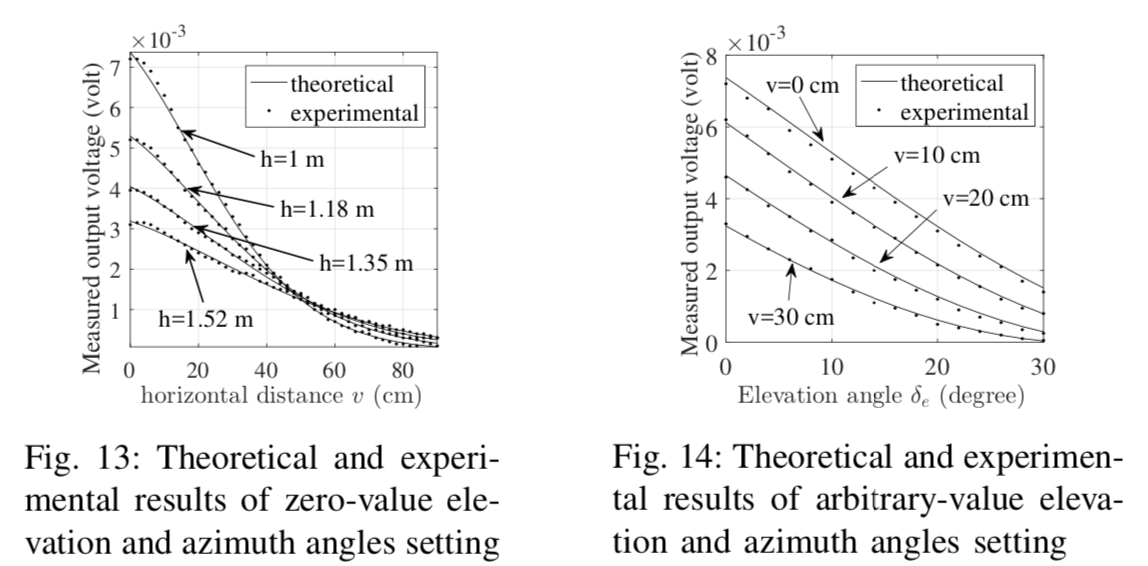 ×10-3
7
6
5
4
3
2
1
Measured output voltage (volt)
theoretical
experimental
h=1 m
h=1.18 m
h=1.35 m
h=1.52 m
0 20 40 60 80
horizontal distance v (cm)
Fig. 13: Theoretical and experi-
mental results of zero-value ele-
vation and azimuth angles setting
×10-3
8
6
4
2
0
Measured output voltage (volt)
theoretical
experimental
v=0 cm
v=10 cm
v=20 cm
v=30 cm
0 10 20 30
Elevation angle δe (degree)
Fig. 14: Theoretical and experimen-
tal results of arbitrary-value eleva-
tion and azimuth angles setting